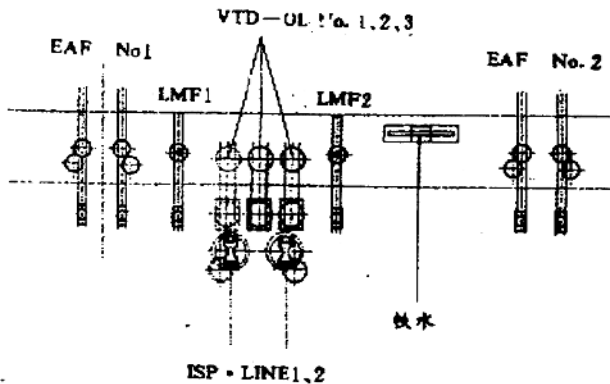 VTD-OL No. 1,2,3
EAF No1
EAF No. 2
LMF1
LMF2
铁水
ISP·LINE1,2